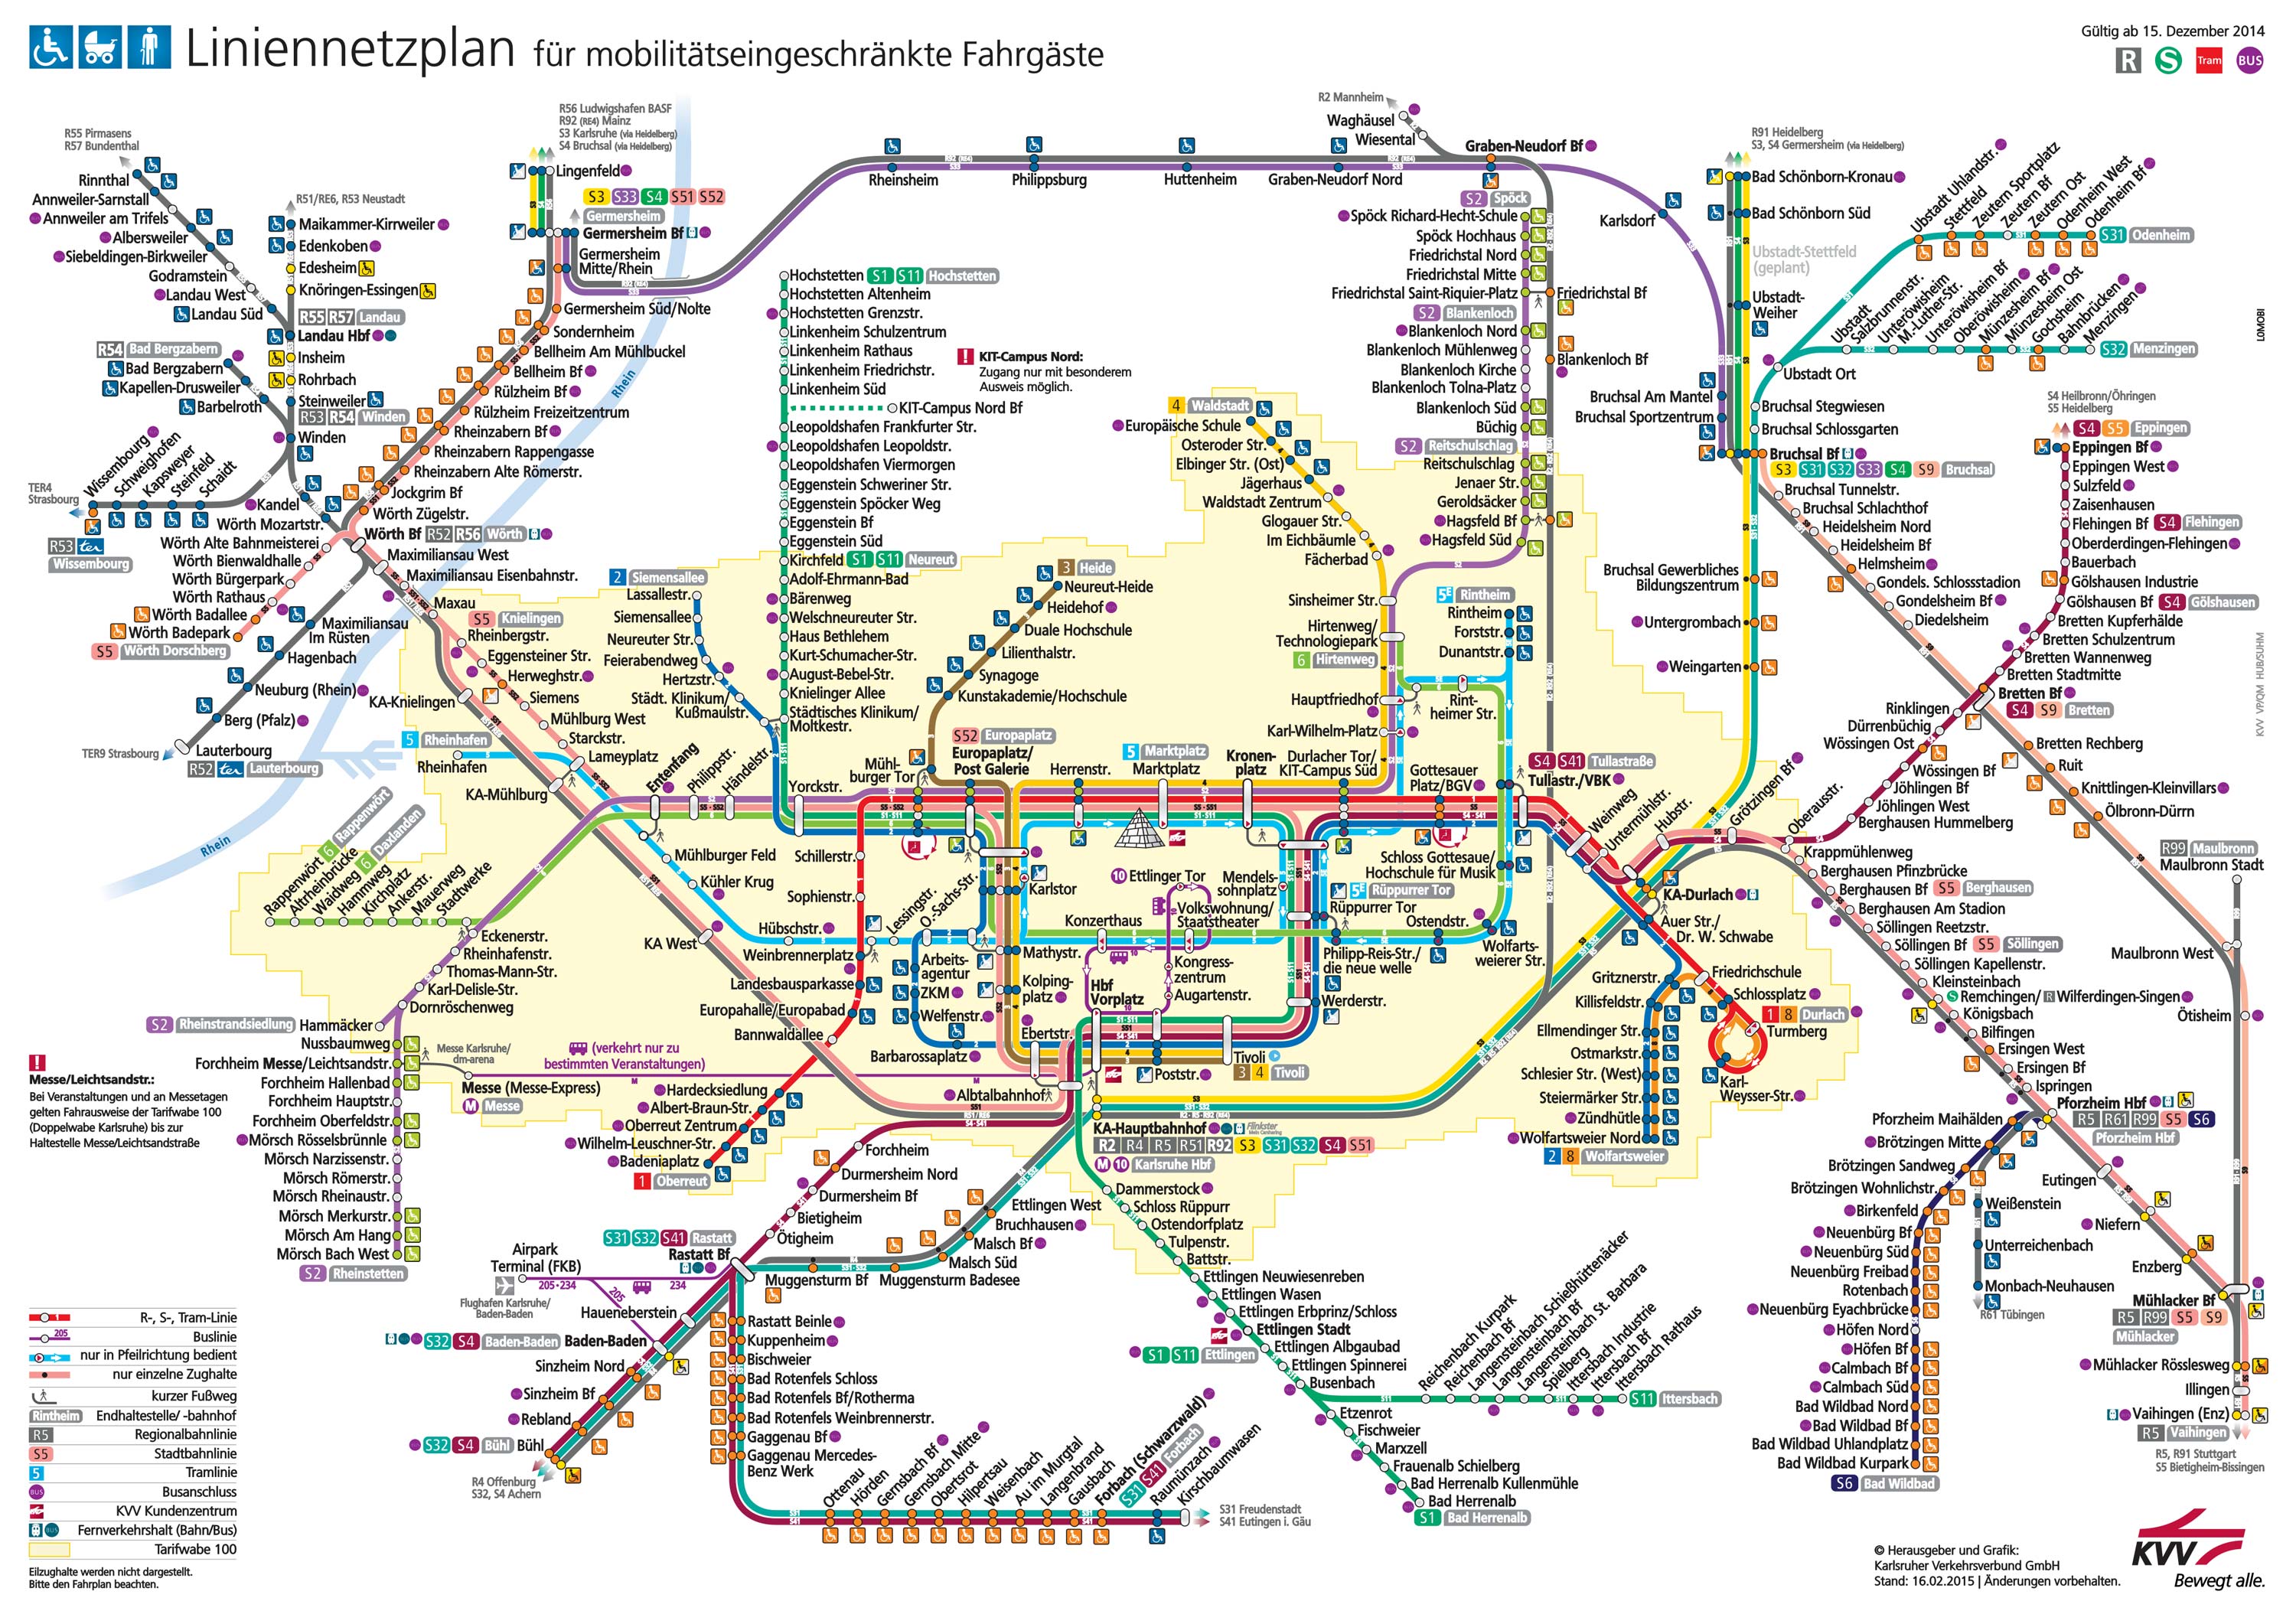 Liniennetzplan für mobilitätseingeschränkte Fahrgäste
Gültig ab 15. Dezember 2014
R S Tram BUS
R55 Pirmasens
R57 Bundenthal
Rinnthal
Annweiler-Sarnstall
Annweiler am Trifels
Albersweiler
Siebeldingen-Birkweiler
Godramstein
Landau West
Landau Süd
R51/RE6, R53 Neustadt
Maikammer-Kirrweiler
Edenkoben
Edesheim
Knöringen-Essingen
R55 R57 Landau
Landau Hbf
Insheim
Rohrbach
Steinweiler
R53 R54 Winden
Winden
R54 Bad Bergzabern
Bad Bergzabern
Kapellen-Drusweiler
Barbelroth
TER4
Strasbourg
Wissembourg
Schweighofen
Kapsweyer
Steinfeld
Schaidt
R53 ter
Wissembourg
Kandel
Wörth Mozartstr.
Wörth Alte Bahnmeisterei
Wörth Bienwaldhalle
Wörth Bürgerpark
Wörth Rathaus
Wörth Badallee
Wörth Badepark
S5 Wörth Dorschberg
R56 Ludwigshafen BASF
R92 (RE4) Mainz
S3 Karlsruhe (via Heidelberg)
S4 Bruchsal (via Heidelberg)
Lingenfeld
S3 S33 S4 S51 S52
Germersheim
Germersheim Bf
Germersheim
Mitte/Rhein
Germersheim Süd/Nolte
Sondernheim
Bellheim Am Mühlbuckel
Bellheim Bf
Rülzheim Bf
Rülzheim Freizeitzentrum
Rheinzabern Bf
Rheinzabern Rappengasse
Rheinzabern Alte Römerstr.
Jockgrim Bf
Wörth Zügelstr.
Wörth Bf R52 R56 Wörth
Maximiliansau West
Maximiliansau Eisenbahnstr.
Maxau
Maximiliansau
Im Rüsten
Hagenbach
Neuburg (Rhein)
Berg (Pfalz)
Lauterbourg
TER9 Strasbourg
R52 ter Lauterbourg
Rhein
Rhein
Rheinsheim
Philippsburg
Huttenheim
Graben-Neudorf Nord
R2 Mannheim
Waghäusel
Wiesental
Graben-Neudorf Bf
Karlsdorf
S2 Spöck
Spöck Richard-Hecht-Schule
Spöck Hochhaus
Friedrichstal Nord
Friedrichstal Mitte
Friedrichstal Saint-Riquier-Platz
Friedrichstal Bf
S2 Blankenloch
Blankenloch Nord
Blankenloch Mühlenweg
Blankenloch Bf
Blankenloch Kirche
Blankenloch Tolna-Platz
Blankenloch Süd
Büchig
S2 Reitschulschlag
Reitschulschlag
Jenaer Str.
Geroldsäcker
Hagsfeld Bf
Hagsfeld Süd
Hochstetten S1 S11 Hochstetten
Hochstetten Altenheim
Hochstetten Grenzstr.
Linkenheim Schulzentrum
Linkenheim Rathaus
Linkenheim Friedrichstr.
Linkenheim Süd
KIT-Campus Nord Bf
! KIT-Campus Nord:
Zugang nur mit besonderem
Ausweis möglich.
Leopoldshafen Frankfurter Str.
Leopoldshafen Leopoldstr.
Leopoldshafen Viermorgen
Eggenstein Schweriner Str.
Eggenstein Spöcker Weg
Eggenstein Bf
Eggenstein Süd
Kirchfeld S1 S11 Neureut
Adolf-Ehrmann-Bad
Bärenweg
Welschneureuter Str.
Haus Bethlehem
Kurt-Schumacher-Str.
August-Bebel-Str.
Knielinger Allee
Städtisches Klinikum/
Moltkestr.
4 Waldstadt
Europäische Schule
Osteroder Str.
Elbinger Str. (Ost)
Jägerhaus
Waldstadt Zentrum
Glogauer Str.
Im Eichbäumle
Fächerbad
Sinsheimer Str.
Hirtenweg/
Technologiepark
6 Hirtenweg
Hauptfriedhof
Karl-Wilhelm-Platz
Durlacher Tor/
KIT-Campus Süd
3 Heide
Neureut-Heide
Heidehof
Duale Hochschule
Lilienthalstr.
Synagoge
Kunstakademie/Hochschule
2 Siemensallee
Lassallestr.
Siemensallee
Neureuter Str.
Feierabendweg
Hertzstr.
Städt. Klinikum/
Kußmaulstr.
S5 Knielingen
Rheinbergstr.
Eggensteiner Str.
Herweghstr.
Siemens
Mühlburg West
Starckstr.
Lameyplatz
KA-Knielingen
5 Rheinhafen
Rheinhafen
KA-Mühlburg
Entenfang
Philippstr.
Händelstr.
Yorckstr.
Mühl-
burger Tor
S52 Europaplatz
Europaplatz/
Post Galerie
Herrenstr.
5 Marktplatz
Marktplatz
Kronen-
platz
5E Rintheim
Rintheim
Forststr.
Dunantstr.
Rint-
heimer Str.
Gottesauer
Platz/BGV
S4 S41 Tullastraße
Tullastr./VBK
Weinweg
Untermühlstr.
Hubstr.
Grötzingen Bf
Oberausstr.
6 Rappenwört
6 Daxlanden
Rappenwört
Altrheinbrücke
Waidweg
Hammweg
Kirchplatz
Ankerstr.
Mauerweg
Stadtwerke
Eckenerstr.
Rheinhafenstr.
Thomas-Mann-Str.
Karl-Delisle-Str.
Dornröschenweg
S2 Rheinstrandsiedlung Hammäcker
Nussbaumweg
Forchheim Messe/Leichtsandstr.
Forchheim Hallenbad
Forchheim Hauptstr.
Forchheim Oberfeldstr.
Mörsch Rösselsbrünnle
Mörsch Narzissenstr.
Mörsch Römerstr.
Mörsch Rheinaustr.
Mörsch Merkurstr.
Mörsch Am Hang
Mörsch Bach West
S2 Rheinstetten
Messe Karlsruhe/
dm-arena
Messe (Messe-Express)
M Messe
(verkehrt nur zu
bestimmten Veranstaltungen)
!
Messe/Leichtsandstr.:
Bei Veranstaltungen und an Messetagen
gelten Fahrausweise der Tarifwabe 100
(Doppelwabe Karlsruhe) bis zur
Haltestelle Messe/Leichtsandstraße
Mühlburger Feld
Kühler Krug
KA West
Hübschstr.
Schillerstr.
Sophienstr.
Weinbrennerplatz
Landesbausparkasse
Europahalle/Europabad
Bannwaldallee
Lessingstr.
O.-Sachs-Str.
Arbeits-
agentur
ZKM
Welfenstr.
Barbarossaplatz
Karlstor
Mathystr.
Kolping-
platz
Ebertstr.
Albtalbahnhof
10 Ettlinger Tor
Volkswohnung/
Staatstheater
Konzerthaus
Kongress-
zentrum
Augartenstr.
Hbf
Vorplatz
Mendels-
sohnplatz
5E Rüppurrer Tor
Rüppurrer Tor
Philipp-Reis-Str./
die neue welle
Werderstr.
Schloss Gottesaue/
Hochschule für Musik
Ostendstr.
Wolfarts-
weierer Str.
Tivoli
3 4 Tivoli
Poststr.
KA-Hauptbahnhof
Flinkster
R2 R4 R5 R51 R92 S3 S31 S32 S4 S51
M 10 Karlsruhe Hbf
KA-Durlach
Auer Str./
Dr. W. Schwabe
Gritznerstr.
Friedrichschule
Schlossplatz
1 8 Durlach
Turmberg
Karl-
Weysser-Str.
Killisfeldstr.
Ellmendinger Str.
Ostmarkstr.
Schlesier Str. (West)
Steiermärker Str.
Zündhütle
Wolfartsweier Nord
2 8 Wolfartsweier
Hardecksiedlung
Albert-Braun-Str.
Oberreut Zentrum
Wilhelm-Leuschner-Str.
Badeniaplatz
1 Oberreut
Forchheim
Durmersheim Nord
Durmersheim Bf
Bietigheim
Ötigheim
S31 S32 S41 Rastatt
Rastatt Bf
Ettlingen West
Bruchhausen
Malsch Bf
Malsch Süd
Muggensturm Badesee
Muggensturm Bf
Airpark
Terminal (FKB)
Flughafen Karlsruhe/
Baden-Baden
205·234
234
205
Haueneberstein
S32 S4 Baden-Baden Baden-Baden
Sinzheim Nord
Sinzheim Bf
Rebland
S32 S4 Bühl Bühl
R4 Offenburg
S32, S4 Achern
Rastatt Beinle
Kuppenheim
Bischweier
Bad Rotenfels Schloss
Bad Rotenfels Bf/Rotherma
Bad Rotenfels Weinbrennerstr.
Gaggenau Bf
Gaggenau Mercedes-
Benz Werk
Ottenau
Hörden
Gernsbach Bf
Gernsbach Mitte
Obertsrot
Hilpertsau
Weisenbach
Au im Murgtal
Langenbrand
Gausbach
Forbach (Schwarzwald)
S31 S41 Forbach
Raumünzach
Kirschbaumwasen
S31 Freudenstadt
S41 Eutingen i. Gäu
Dammerstock
Schloss Rüppurr
Ostendorfplatz
Tulpenstr.
Battstr.
Ettlingen Neuwiesenreben
Ettlingen Wasen
Ettlingen Erbprinz/Schloss
Ettlingen Stadt
S1 S11 Ettlingen
Ettlingen Albgaubad
Ettlingen Spinnerei
Busenbach
Reichenbach Kurpark
Reichenbach Bf
Langensteinbach Schießhüttenäcker
Langensteinbach Bf
Langensteinbach St. Barbara
Spielberg
Ittersbach Industrie
Ittersbach Bf
Ittersbach Rathaus
S11 Ittersbach
Etzenrot
Fischweier
Marxzell
Frauenalb Schielberg
Bad Herrenalb Kullenmühle
Bad Herrenalb
S1 Bad Herrenalb
R91 Heidelberg
S3, S4 Germersheim (via Heidelberg)
Bad Schönborn-Kronau
Bad Schönborn Süd
Ubstadt-Stettfeld
(geplant)
Ubstadt-
Weiher
Ubstadt Uhlandstr.
Stettfeld
Zeutern Sportplatz
Zeutern Bf
Zeutern Ost
Odenheim West
Odenheim Bf
S31 Odenheim
Ubstadt
Salzbrunnenstr.
Unteröwisheim
M.-Luther-Str.
Unteröwisheim Bf
Oberöwisheim
Münzesheim Bf
Münzesheim Ost
Gochsheim
Bahnbrücken
Menzingen
S32 Menzingen
Ubstadt Ort
Bruchsal Am Mantel
Bruchsal Sportzentrum
Bruchsal Stegwiesen
Bruchsal Schlossgarten
Bruchsal Bf
S3 S31 S32 S33 S4 S9 Bruchsal
Bruchsal Tunnelstr.
Bruchsal Schlachthof
Heidelsheim Nord
Heidelsheim Bf
Helmsheim
Gondels. Schlossstadion
Gondelsheim Bf
Diedelsheim
Bruchsal Gewerbliches
Bildungszentrum
Untergrombach
Weingarten
S4 Heilbronn/Öhringen
S5 Heidelberg
S4 S5 Eppingen
Eppingen Bf
Eppingen West
Sulzfeld
Zaisenhausen
Flehingen Bf S4 Flehingen
Oberderdingen-Flehingen
Bauerbach
Gölshausen Industrie
Gölshausen Bf S4 Gölshausen
Bretten Kupferhälde
Bretten Schulzentrum
Bretten Wannenweg
Bretten Stadtmitte
Bretten Bf
S4 S9 Bretten
Rinklingen
Dürrenbüchig
Wössingen Ost
Wössingen Bf
Jöhlingen Bf
Jöhlingen West
Berghausen Hummelberg
Bretten Rechberg
Ruit
Knittlingen-Kleinvillars
Ölbronn-Dürrn
R99 Maulbronn
Maulbronn Stadt
Maulbronn West
Ötisheim
Krappmühlenweg
Berghausen Pfinzbrücke
Berghausen Bf S5 Berghausen
Berghausen Am Stadion
Söllingen Reetzstr.
Söllingen Bf S5 Söllingen
Söllingen Kapellenstr.
Kleinsteinbach
S Remchingen/ R Wilferdingen-Singen
Königsbach
Bilfingen
Ersingen West
Ersingen Bf
Ispringen
Pforzheim Hbf
R5 R61 R99 S5 S6
Pforzheim Hbf
Pforzheim Maihälden
Brötzingen Mitte
Brötzingen Sandweg
Brötzingen Wohnlichstr.
Birkenfeld
Neuenbürg Bf
Neuenbürg Süd
Neuenbürg Freibad
Rotenbach
Neuenbürg Eyachbrücke
Höfen Nord
Höfen Bf
Calmbach Bf
Calmbach Süd
Bad Wildbad Nord
Bad Wildbad Bf
Bad Wildbad Uhlandplatz
Bad Wildbad Kurpark
S6 Bad Wildbad
Weißenstein
Unterreichenbach
Monbach-Neuhausen
R61 Tübingen
Eutingen
Niefern
Enzberg
Mühlacker Bf
R5 R99 S5 S9
Mühlacker
Mühlacker Rösslesweg
Illingen
Vaihingen (Enz)
R5 Vaihingen
R5, R91 Stuttgart
S5 Bietigheim-Bissingen
R-, S-, Tram-Linie
205 Buslinie
nur in Pfeilrichtung bedient
nur einzelne Zughalte
kurzer Fußweg
Rintheim Endhaltestelle/ -bahnhof
R5 Regionalbahnlinie
S5 Stadtbahnlinie
5 Tramlinie
BUS Busanschluss
KVV Kundenzentrum
BUS Fernverkehrshalt (Bahn/Bus)
Tarifwabe 100
Eilzughalte werden nicht dargestellt.
Bitte den Fahrplan beachten.
LOMOBI
KVV VP/QM HUB/SUHM
© Herausgeber und Grafik:
Karlsruher Verkehrsverbund GmbH
Stand: 16.02.2015 | Änderungen vorbehalten.
KVV
Bewegt alle.